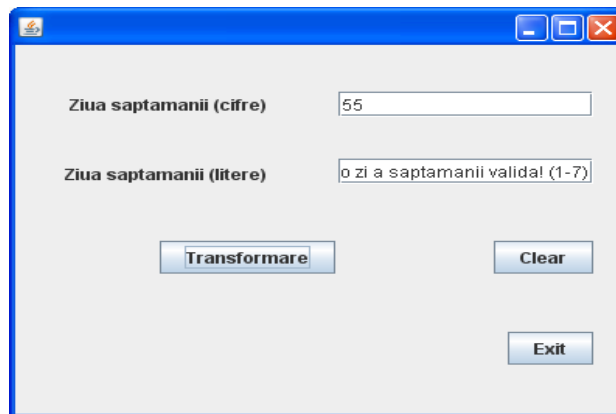 Ziua saptamanii (cifre) 55
Ziua saptamanii (litere) o zi a saptamanii valida! (1-7)
Transformare Clear
Exit